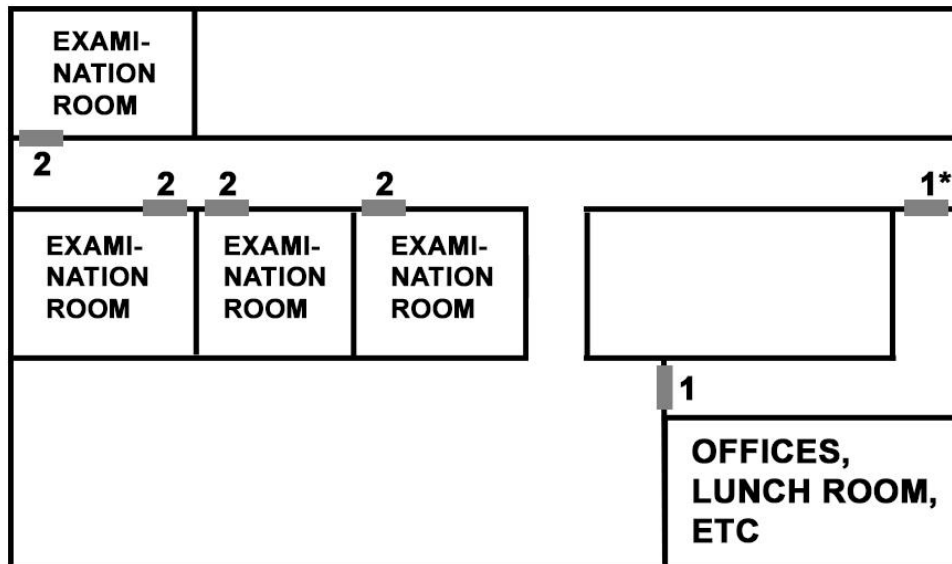 EXAMI-
NATION
ROOM
2
2
2
2
1*
EXAMI-
NATION
ROOM
EXAMI-
NATION
ROOM
EXAMI-
NATION
ROOM
1
OFFICES,
LUNCH ROOM,
ETC